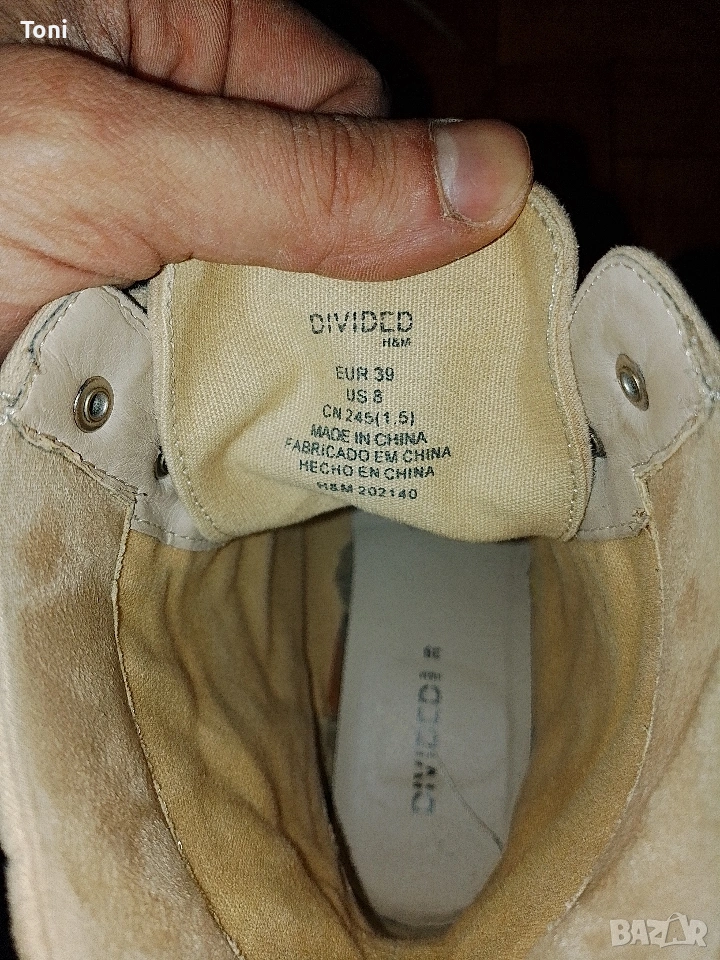 Toni
DIVIDED
H&M
EUR 39
US 8
CN 245(1,5)
MADE IN CHINA
FABRICADO EM CHINA
HECHO EN CHINA
H&M 202140
DIVIDED
BAZAR